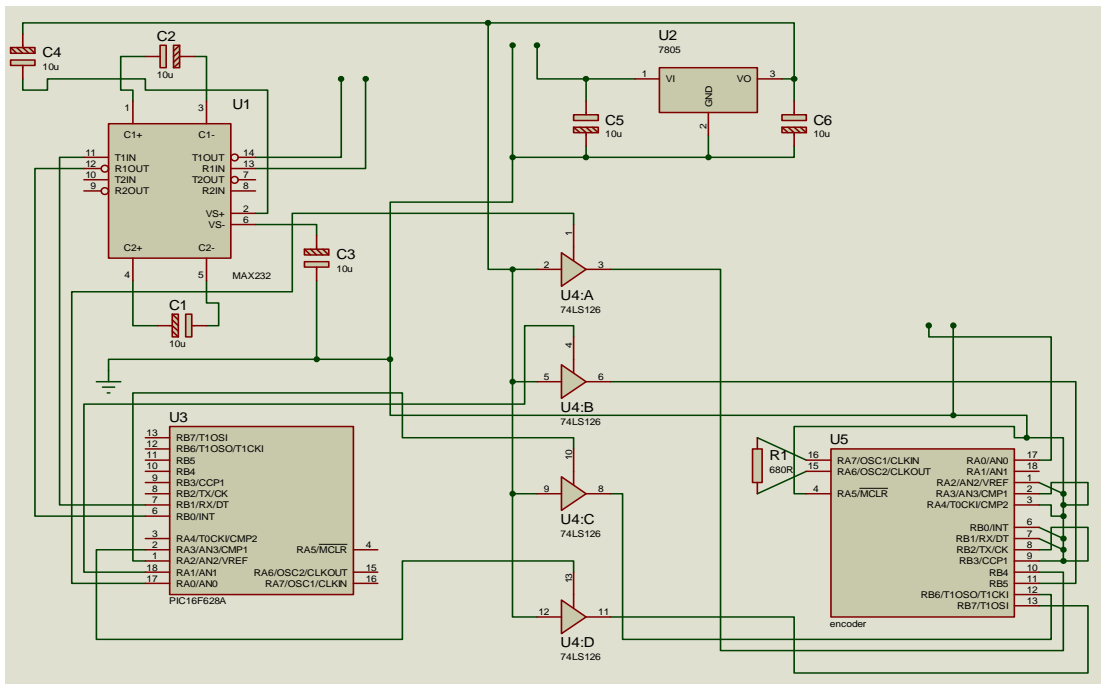 C4
10u
C2
10u
1
3
U1
C1+
C1-
11
T1IN
T1OUT
14
12
R1OUT
R1IN
13
10
T2IN
T2OUT
7
9
R2OUT
R2IN
8
VS+
2
VS-
6
C2+
C2-
4
5
MAX232
C1
10u
C3
10u
U2
7805
1
VI
VO
3
GND
2
C5
10u
C6
10u
1
2
3
U4:A
74LS126
4
5
6
U4:B
74LS126
10
9
8
U4:C
74LS126
13
12
11
U4:D
74LS126
U3
13
RB7/T1OSI
12
RB6/T1OSO/T1CKI
11
RB5
10
RB4
9
RB3/CCP1
8
RB2/TX/CK
7
RB1/RX/DT
6
RB0/INT
3
RA4/T0CKI/CMP2
2
RA3/AN3/CMP1
RA5/MCLR
4
1
RA2/AN2/VREF
18
RA1/AN1
RA6/OSC2/CLKOUT
15
17
RA0/AN0
RA7/OSC1/CLKIN
16
PIC16F628A
R1
680R
U5
16
RA7/OSC1/CLKIN
RA0/AN0
17
15
RA6/OSC2/CLKOUT
RA1/AN1
18
RA2/AN2/VREF
1
4
RA5/MCLR
RA3/AN3/CMP1
2
RA4/T0CKI/CMP2
3
RB0/INT
6
RB1/RX/DT
7
RB2/TX/CK
8
RB3/CCP1
9
RB4
10
RB5
11
RB6/T1OSO/T1CKI
12
RB7/T1OSI
13
encoder